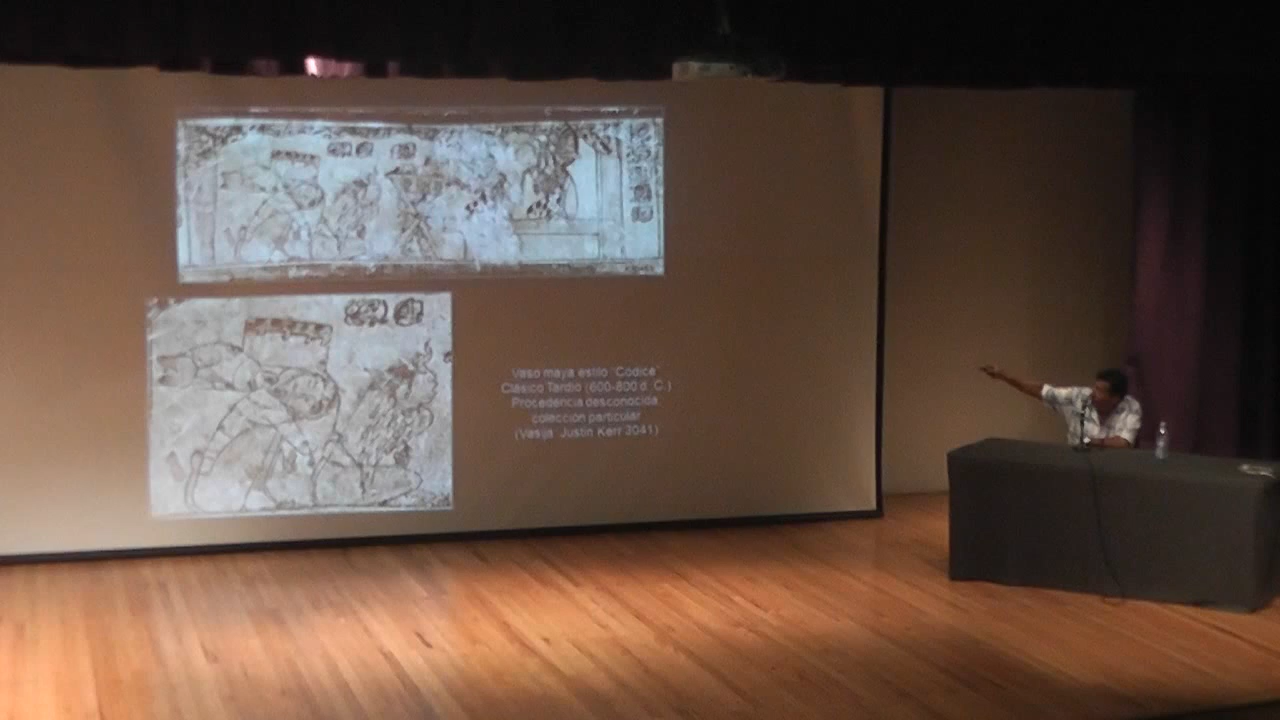 Vaso maya estilo “Códice”
Clásico Tardío (600-800 d. C.)
Procedencia desconocida
colección particular
(Vasija: Justin Kerr 3041)